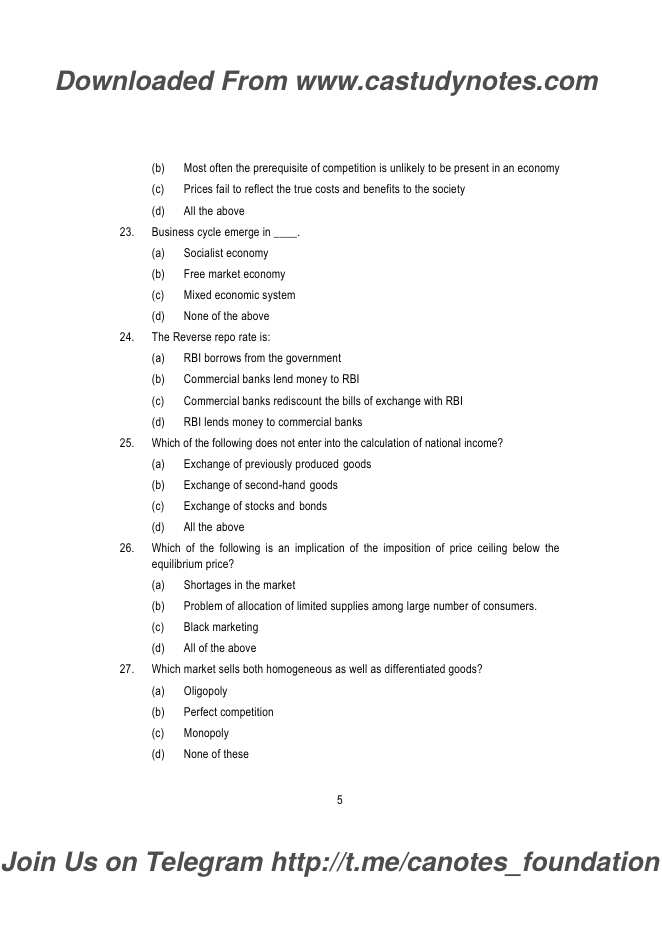 Downloaded From www.castudynotes.com
(b) Most often the prerequisite of competition is unlikely to be present in an economy
(c) Prices fail to reflect the true costs and benefits to the society
(d) All the above
23. Business cycle emerge in ____.
(a) Socialist economy
(b) Free market economy
(c) Mixed economic system
(d) None of the above
24. The Reverse repo rate is:
(a) RBI borrows from the government
(b) Commercial banks lend money to RBI
(c) Commercial banks rediscount the bills of exchange with RBI
(d) RBI lends money to commercial banks
25. Which of the following does not enter into the calculation of national income?
(a) Exchange of previously produced goods
(b) Exchange of second-hand goods
(c) Exchange of stocks and bonds
(d) All the above
26. Which of the following is an implication of the imposition of price ceiling below the
equilibrium price?
(a) Shortages in the market
(b) Problem of allocation of limited supplies among large number of consumers.
(c) Black marketing
(d) All of the above
27. Which market sells both homogeneous as well as differentiated goods?
(a) Oligopoly
(b) Perfect competition
(c) Monopoly
(d) None of these
5
Join Us on Telegram http://t.me/canotes_foundation